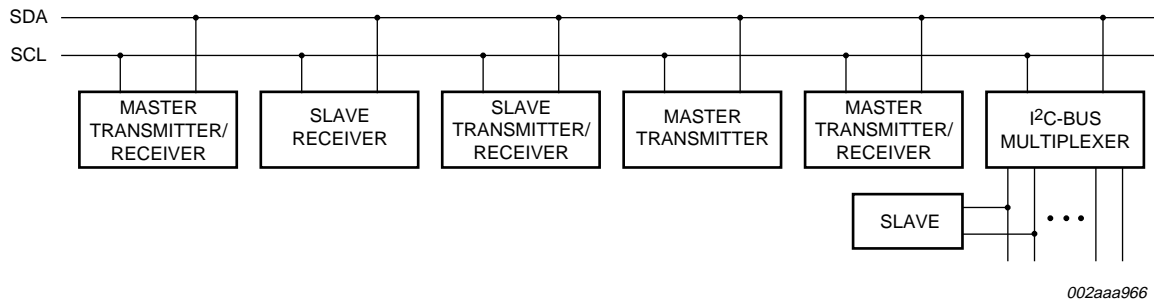 SDA
SCL
MASTER
TRANSMITTER/
RECEIVER
SLAVE
RECEIVER
SLAVE
TRANSMITTER/
RECEIVER
MASTER
TRANSMITTER
MASTER
TRANSMITTER/
RECEIVER
I²C-BUS
MULTIPLEXER
SLAVE
002aaa966